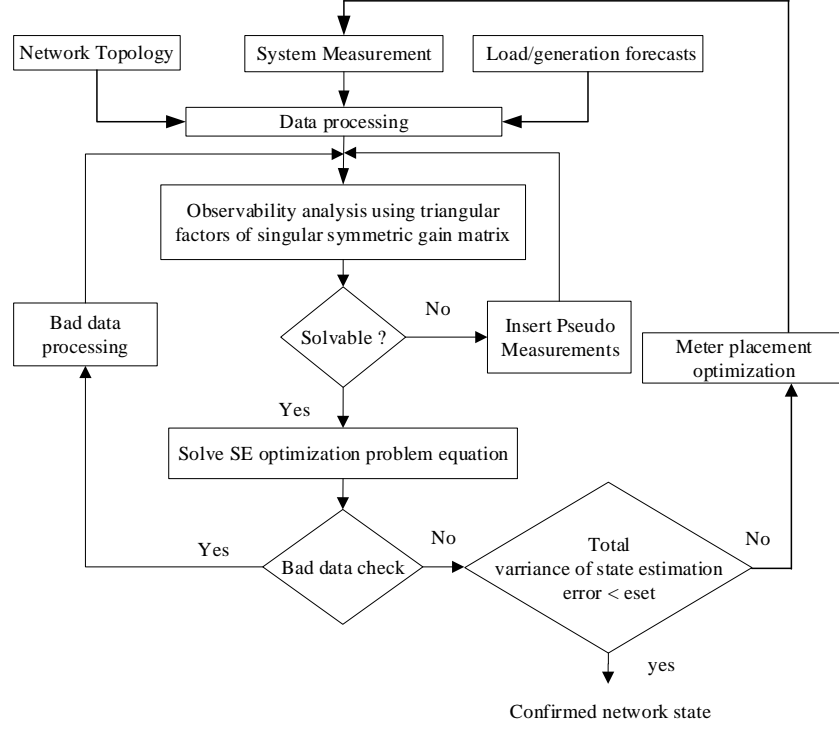 Network Topology
System Measurement
Load/generation forecasts
Data processing
Observability analysis using triangular
factors of singular symmetric gain matrix
Bad data
processing
Solvable ?
No
Insert Pseudo
Measurements
Meter placement
optimization
Yes
Solve SE optimization problem equation
Yes
Bad data check
No
Total
varriance of state estimation
error < eset
No
yes
Confirmed network state